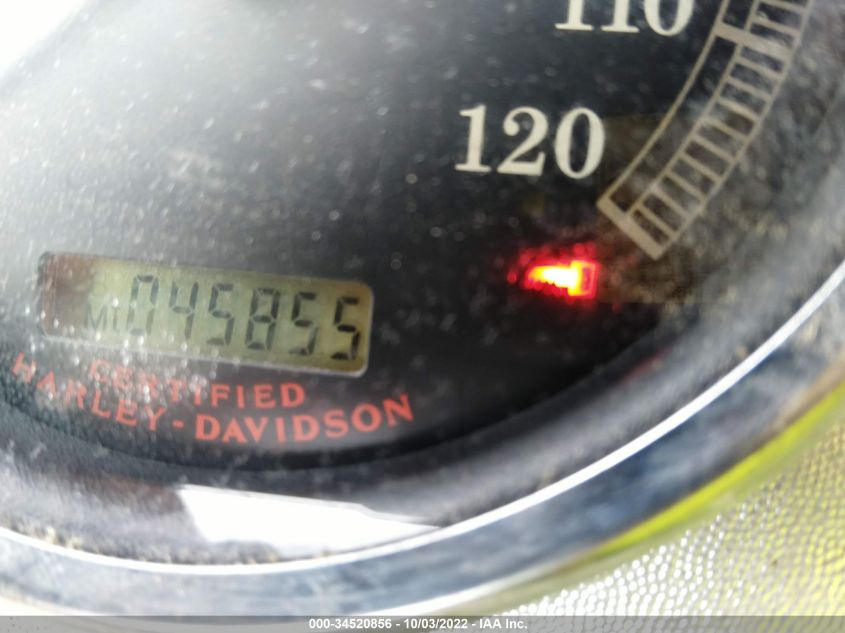 110
120
MI 045855
CERTIFIED
HARLEY-DAVIDSON
000-34520856 - 10/03/2022 - IAA Inc.